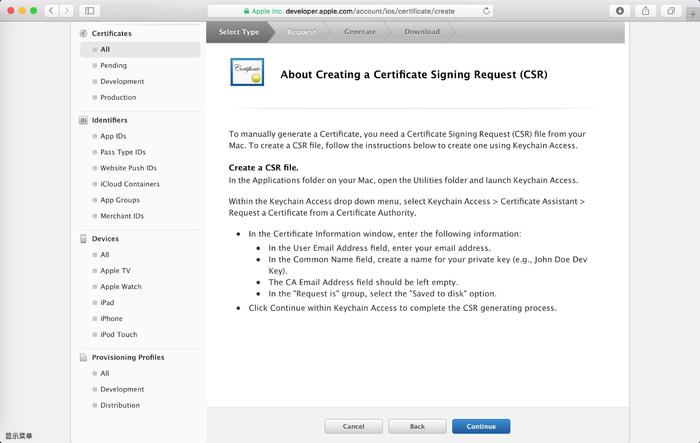 Apple Inc. developer.apple.com/account/ios/certificate/create
Certificates
All
Pending
Development
Production
Identifiers
App IDs
Pass Type IDs
Website Push IDs
iCloud Containers
App Groups
Merchant IDs
Devices
All
Apple TV
Apple Watch
iPad
iPhone
iPod Touch
Provisioning Profiles
All
Development
Distribution
显示菜单
Select Type
Request
Generate
Download
Certificate
About Creating a Certificate Signing Request (CSR)
To manually generate a Certificate, you need a Certificate Signing Request (CSR) file from your
Mac. To create a CSR file, follow the instructions below to create one using Keychain Access.
Create a CSR file.
In the Applications folder on your Mac, open the Utilities folder and launch Keychain Access.
Within the Keychain Access drop down menu, select Keychain Access > Certificate Assistant >
Request a Certificate from a Certificate Authority.
• In the Certificate Information window, enter the following information:
• In the User Email Address field, enter your email address.
• In the Common Name field, create a name for your private key (e.g., John Doe Dev
Key).
• The CA Email Address field should be left empty.
• In the "Request is" group, select the "Saved to disk" option.
• Click Continue within Keychain Access to complete the CSR generating process.
Cancel
Back
Continue